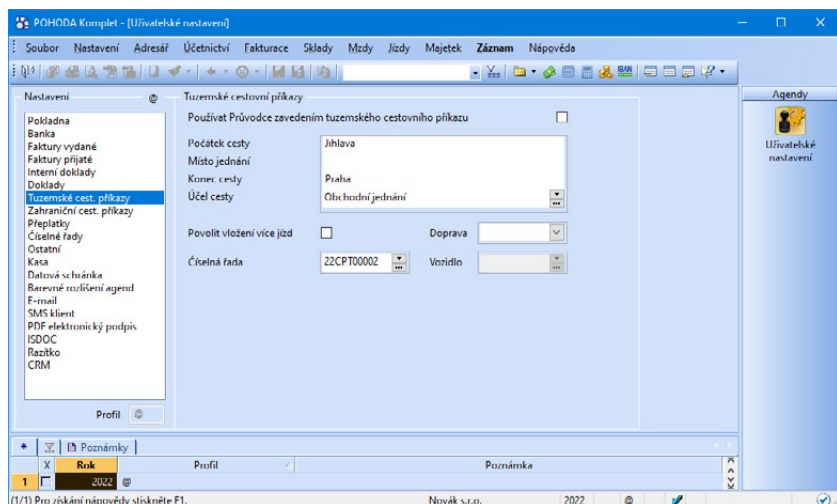 POHODA Komplet - [Uživatelské nastavení]
Soubor Nastavení Adresář Účetnictví Fakturace Sklady Mzdy Jízdy Majetek Záznam Nápověda
Nastavení @
Pokladna
Banka
Faktury vydané
Faktury přijaté
Interní doklady
Doklady
Tuzemské cest. příkazy
Zahraniční cest. příkazy
Přeplatky
Číselné řady
Ostatní
Kasa
Datová schránka
Barevné rozlišení agend
E-mail
SMS klient
PDF elektronický podpis
ISDOC
Razítko
CRM
Profil @
Tuzemské cestovní příkazy
Používat Průvodce zavedením tuzemského cestovního příkazu
Počátek cesty Jihlava
Místo jednání
Konec cesty Praha
Účel cesty Obchodní jednání
Povolit vložení více jízd Doprava
Číselná řada 22CPT00002 Vozidlo
Agendy
Uživatelské
nastavení
* Poznámky
X Rok Profil Poznámka
1 2022 @
(1/1) Pro získání nápovědy stiskněte F1. Novák s.r.o. 2022 @